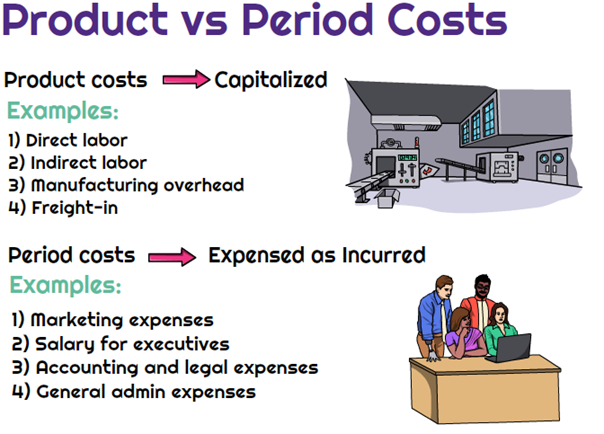 Product vs Period Costs
Product costs Capitalized
Examples:
1) Direct labor
2) Indirect labor
3) Manufacturing overhead
4) Freight-in
Period costs Expensed as Incurred
Examples:
1) Marketing expenses
2) Salary for executives
3) Accounting and legal expenses
4) General admin expenses